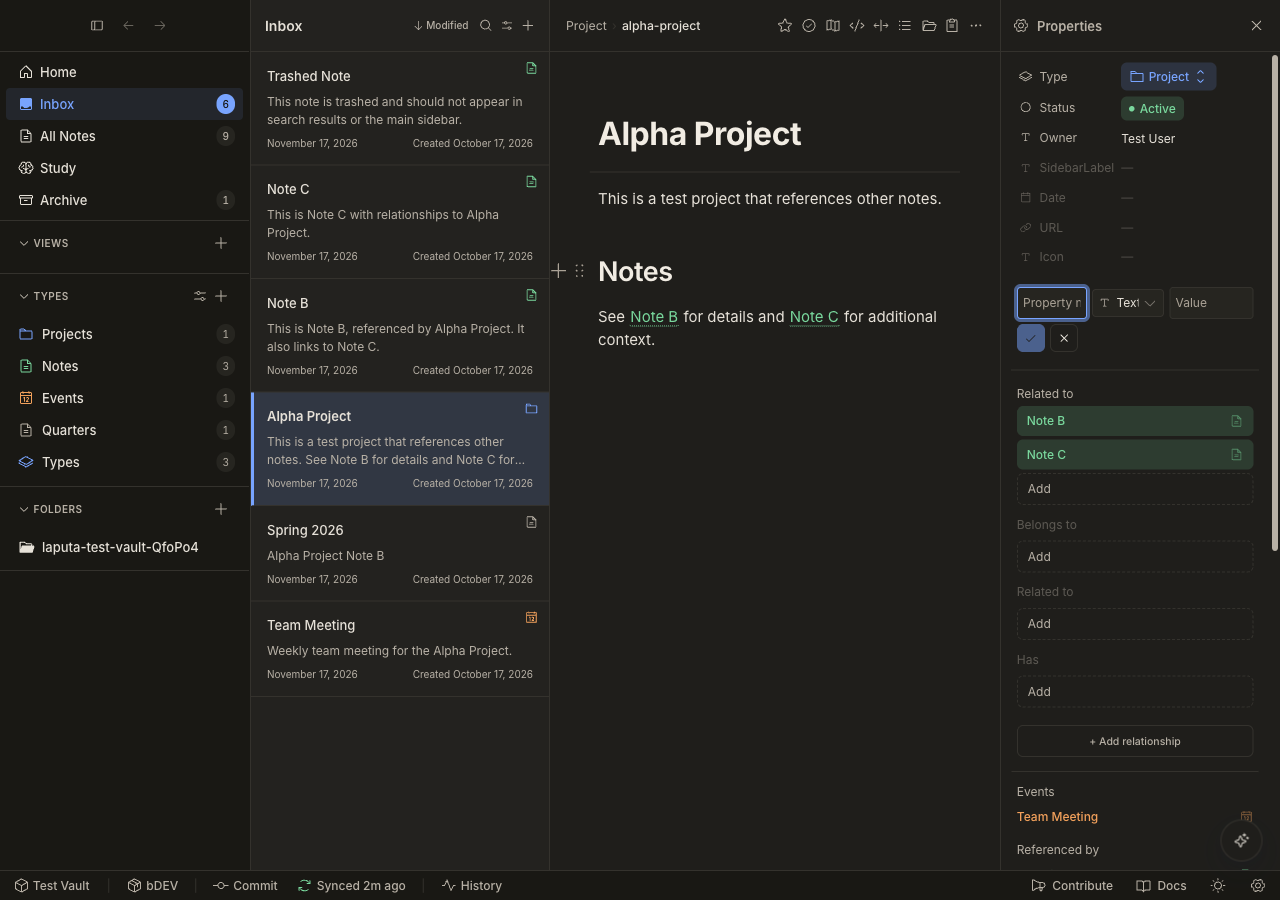 Home
Inbox
6
All Notes
9
Study
Archive
1
VIEWS
TYPES
Projects
1
Notes
3
Events
1
Quarters
1
Types
3
FOLDERS
laputa-test-vault-QfoPo4
Inbox
Modified
Trashed Note
This note is trashed and should not appear in
search results or the main sidebar.
November 17, 2026
Created October 17, 2026
Note C
This is Note C with relationships to Alpha
Project.
November 17, 2026
Created October 17, 2026
Note B
This is Note B, referenced by Alpha Project. It
also links to Note C.
November 17, 2026
Created October 17, 2026
Alpha Project
This is a test project that references other
notes. See Note B for details and Note C for...
November 17, 2026
Created October 17, 2026
Spring 2026
Alpha Project Note B
November 17, 2026
Created October 17, 2026
Team Meeting
Weekly team meeting for the Alpha Project.
November 17, 2026
Created October 17, 2026
Project › alpha-project
Alpha Project
This is a test project that references other notes.
Notes
See Note B for details and Note C for additional
context.
Properties
Type
Project
Status
Active
Owner
Test User
SidebarLabel
—
Date
—
URL
—
Icon
—
Property n
Text
Value
Related to
Note B
Note C
Add
Belongs to
Add
Related to
Add
Has
Add
+ Add relationship
Events
Team Meeting
Referenced by
Test Vault
bDEV
Commit
Synced 2m ago
History
Contribute
Docs